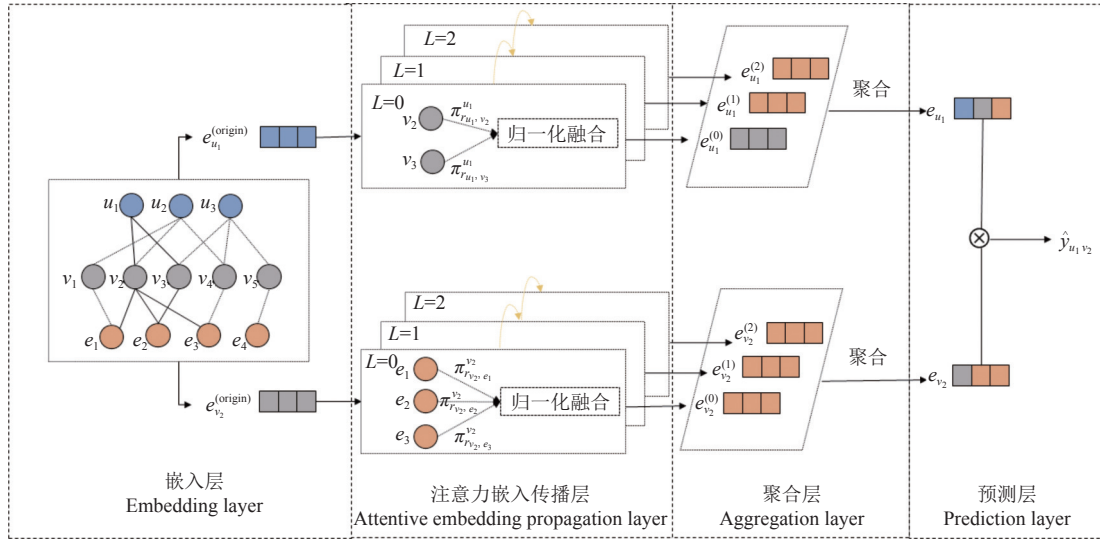 e_{u_1}^{(origin)}
u_1 u_2 u_3
v_1 v_2 v_3 v_4 v_5
e_1 e_2 e_3 e_4
e_{v_2}^{(origin)}
嵌入层
Embedding layer
L=2
L=1
L=0
v_2 π_{r_{u_1, v_2}}^{u_1}
归一化融合
v_3 π_{r_{u_1, v_3}}^{u_1}
L=2
L=1
L=0
e_1 π_{r_{v_2, e_1}}^{v_2}
e_2 π_{r_{v_2, e_2}}^{v_2} 归一化融合
e_3 π_{r_{v_2, e_3}}^{v_2}
注意力嵌入传播层
Attentive embedding propagation layer
e_{u_1}^{(2)}
e_{u_1}^{(1)}
e_{u_1}^{(0)}
聚合
e_{v_2}^{(2)}
e_{v_2}^{(1)}
e_{v_2}^{(0)}
聚合
聚合层
Aggregation layer
e_{u_1}
ŷ_{u_1 v_2}
e_{v_2}
预测层
Prediction layer